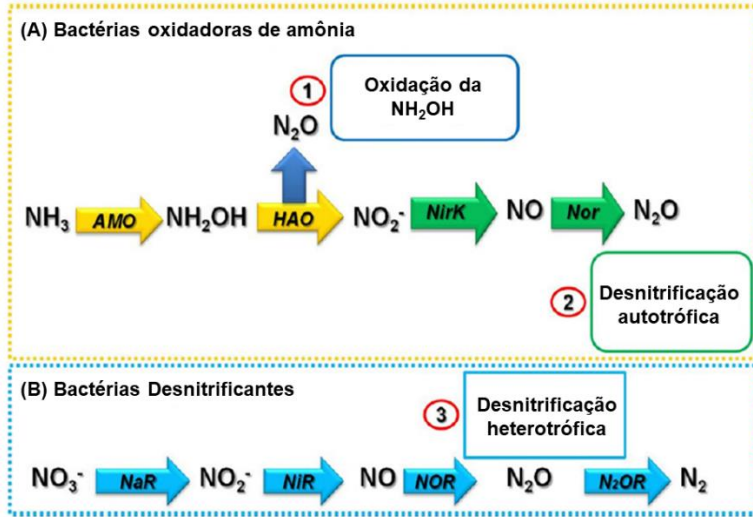 (A) Bactérias oxidadoras de amônia
1
Oxidação da
NH₂OH
N₂O
NH₃ AMO NH₂OH HAO NO₂⁻ NirK NO Nor N₂O
2
Desnitrificação
autotrófica
(B) Bactérias Desnitrificantes
3
Desnitrificação
heterotrófica
NO₃⁻ NaR NO₂⁻ NiR NO NOR N₂O N₂OR N₂